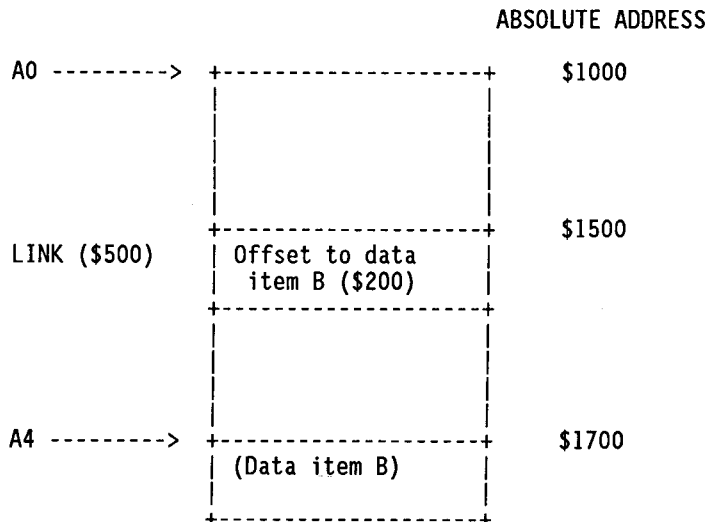 ABSOLUTE ADDRESS
A0 ---------> +-----------------+ $1000
+-----------------+ $1500
LINK ($500) | Offset to data
item B ($200) |
+-----------------+
A4 ---------> +-----------------+ $1700
(Data item B)
+-----------------+